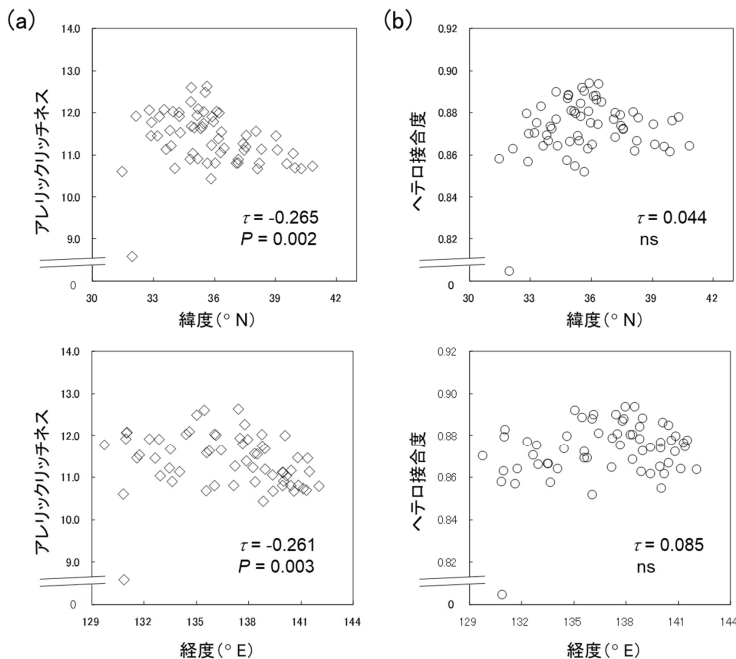 (a)
14.0
13.0
12.0
11.0
10.0
9.0
0
アレリックリッチネス
τ = -0.265
P = 0.002
30 33 36 39 42
緯度(° N)
(b)
0.92
0.90
0.88
0.86
0.84
0.82
0
ヘテロ接合度
τ = 0.044
ns
30 33 36 39 42
緯度(° N)
14.0
13.0
12.0
11.0
10.0
9.0
0
アレリックリッチネス
τ = -0.261
P = 0.003
129 132 135 138 141 144
経度(° E)
0.92
0.90
0.88
0.86
0.84
0.82
0
ヘテロ接合度
τ = 0.085
ns
129 132 135 138 141 144
経度(° E)